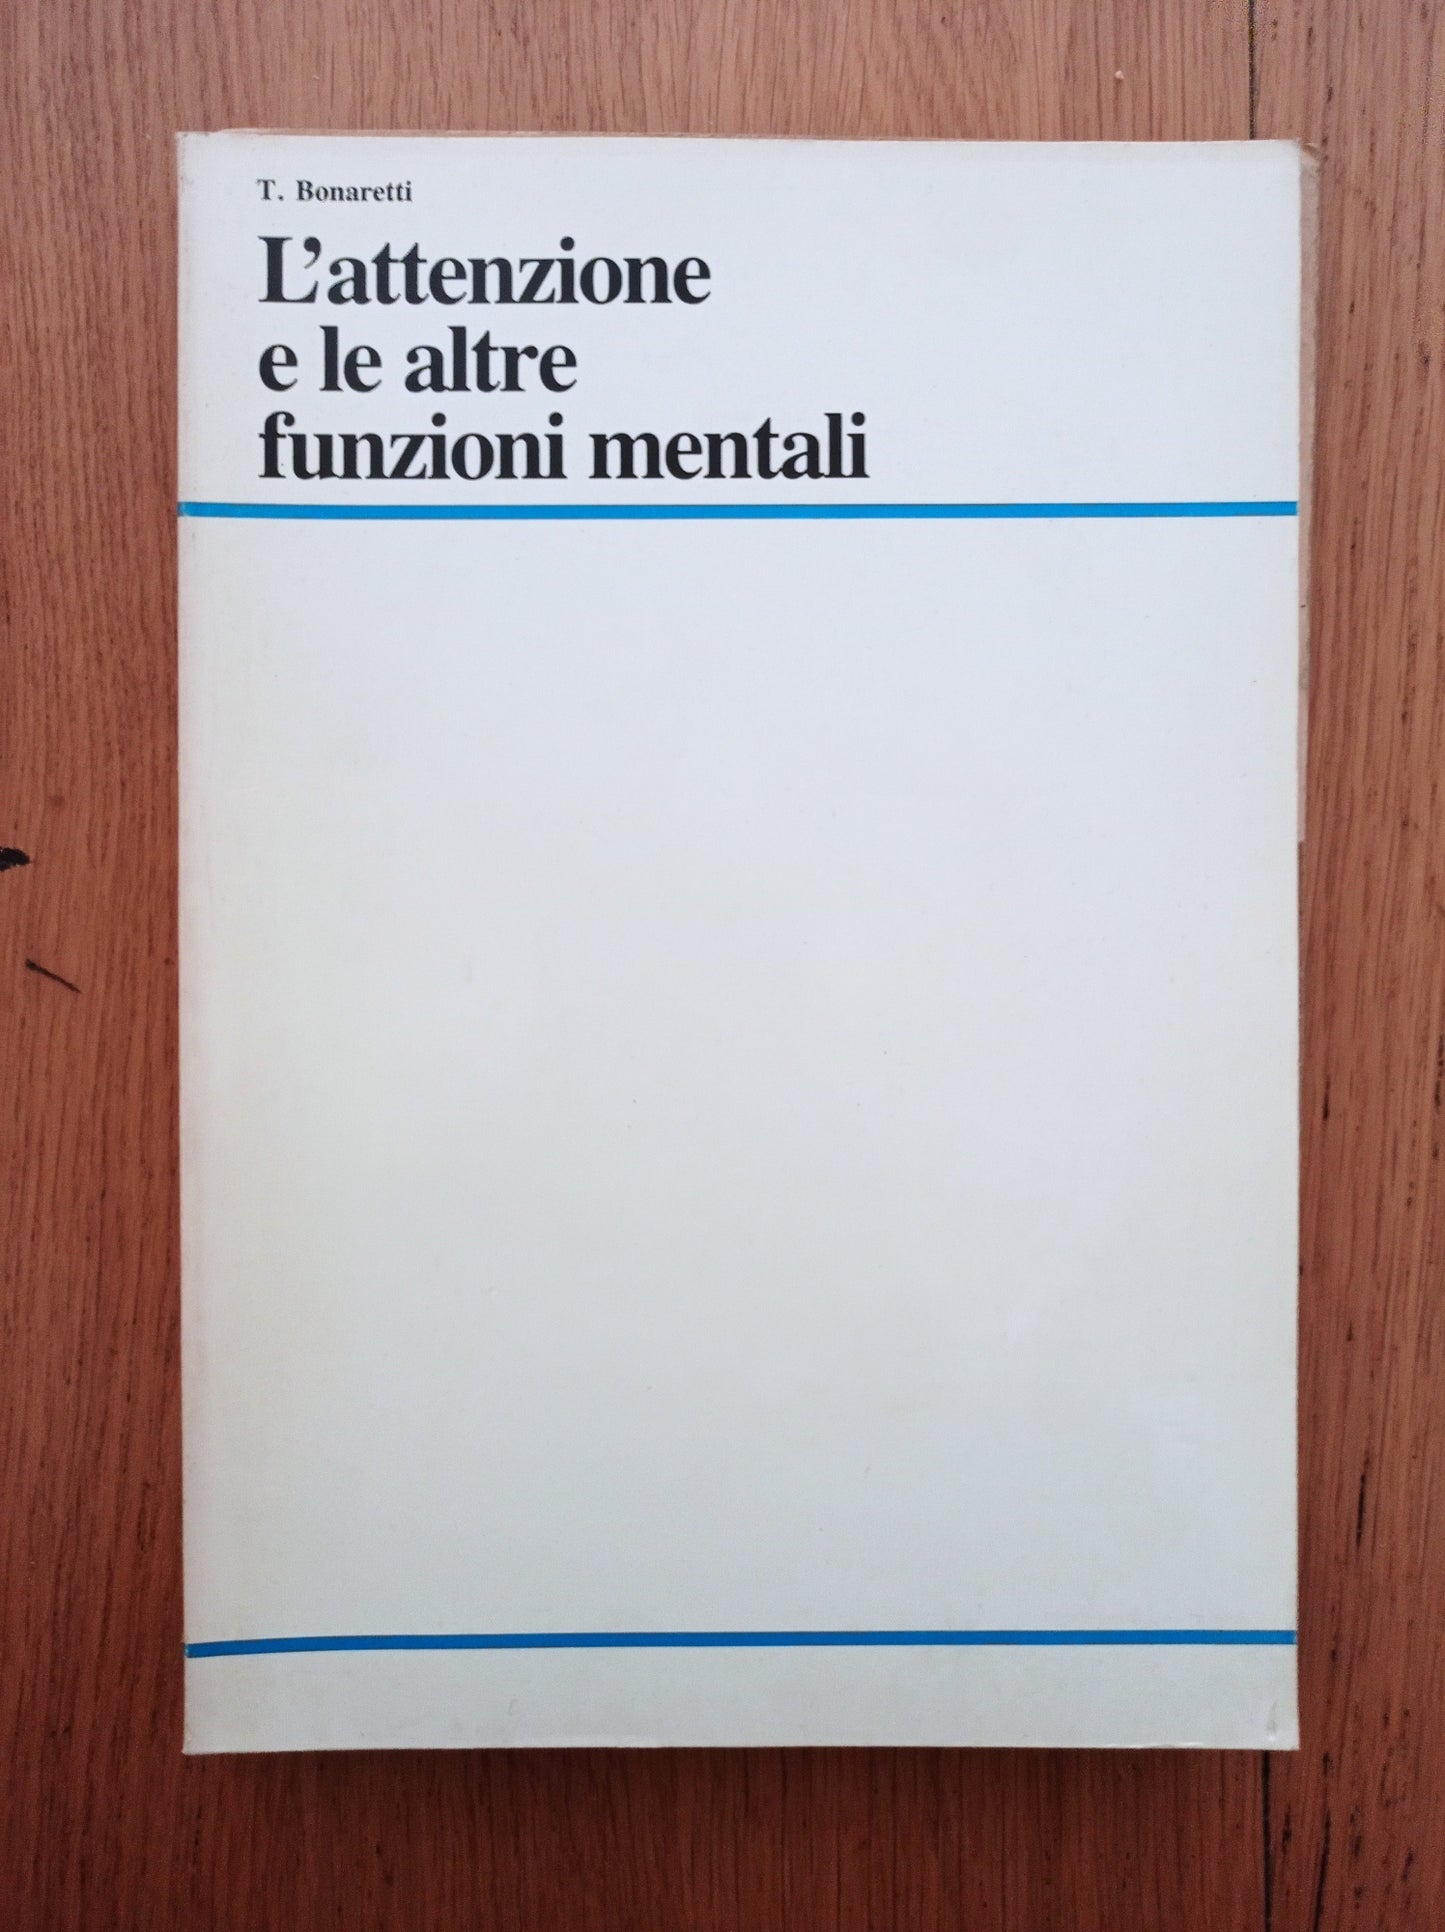 T. Bonaretti
L'attenzione
e le altre
funzioni mentali